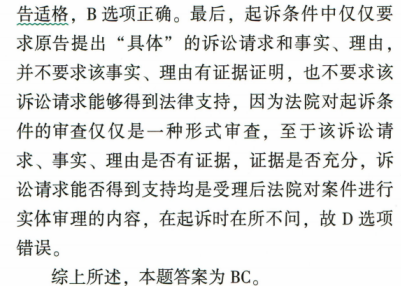 告适格，B 选项正确。最后，起诉条件中仅仅要
求原告提出“具体”的诉讼请求和事实、理由，
并不要求该事实、理由有证据证明，也不要求该
诉讼请求能够得到法律支持，因为法院对起诉条
件的审查仅仅是一种形式审查，至于该诉讼请
求、事实、理由是否有证据，证据是否充分，诉
讼请求能否得到支持均是受理后法院对案件进行
实体审理的内容，在起诉时在所不问，故 D 选项
错误。
综上所述，本题答案为 BC。